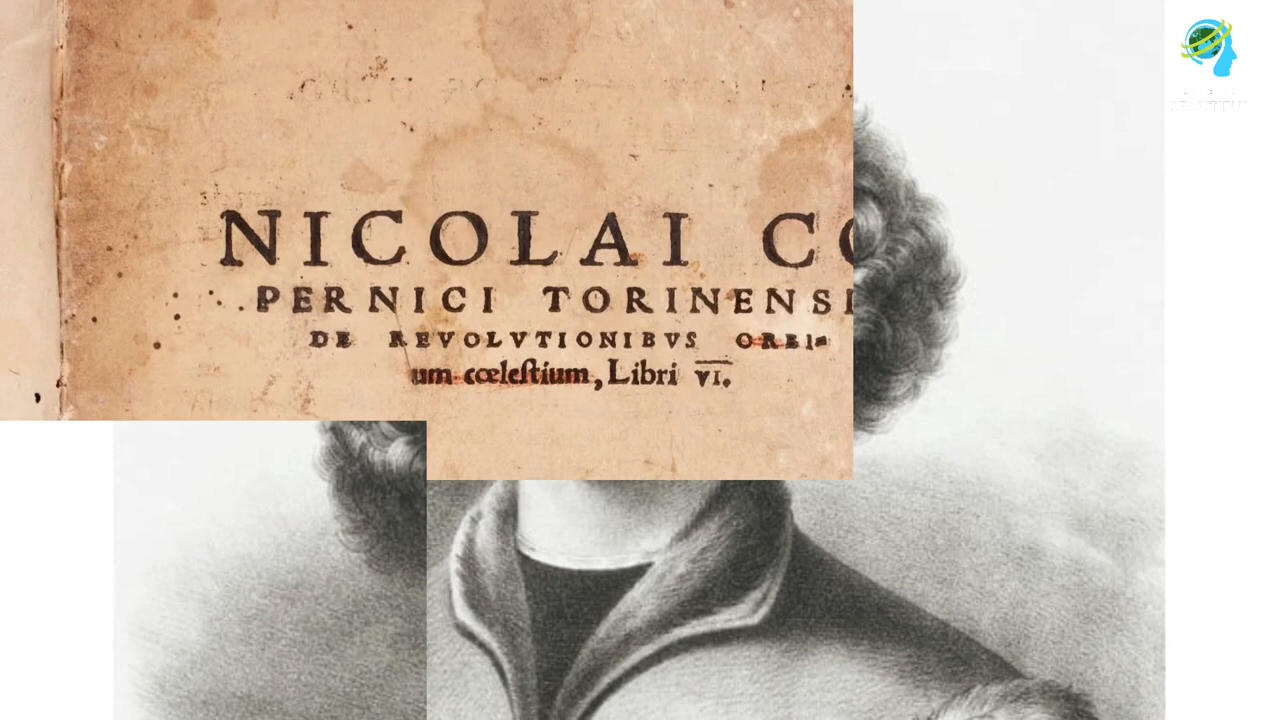 NICOLAI CO
PERNICI TORINENSI
DE REVOLVTIONIBVS ORBI=
um cœleſtium, Libri VI.